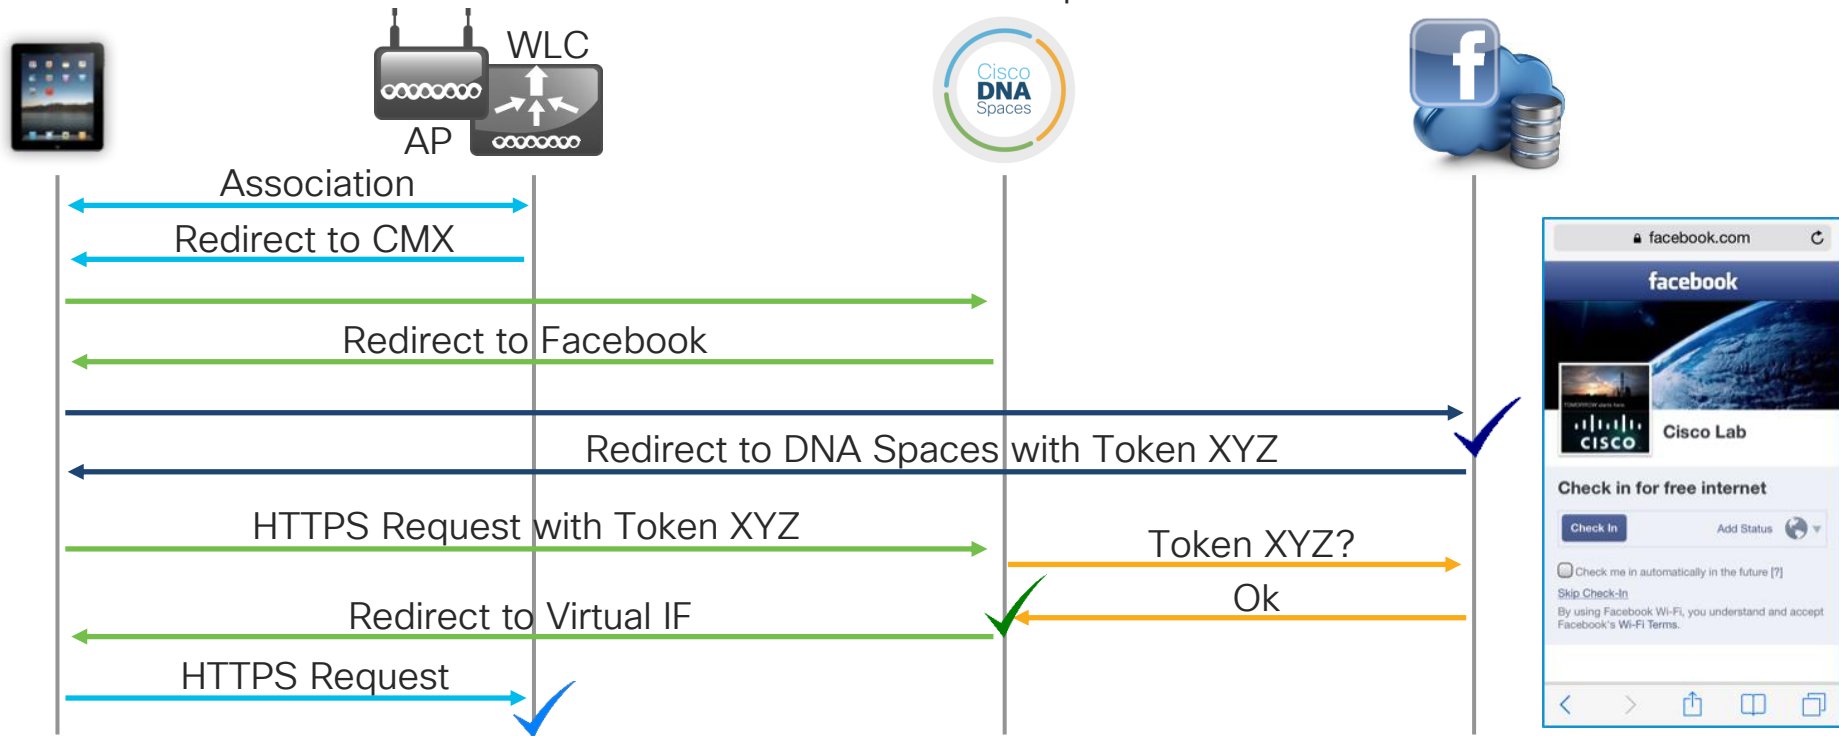 WLC
AP
Cisco
DNA
Spaces
f
Association
Redirect to CMX
Redirect to Facebook
Redirect to DNA Spaces with Token XYZ
HTTPS Request with Token XYZ
Token XYZ?
Ok
Redirect to Virtual IF
HTTPS Request
facebook.com
facebook
CISCO
Cisco Lab
Check in for free internet
Check In
Add Status
Check me in automatically in the future [?]
Skip Check-In
By using Facebook Wi-Fi, you understand and accept
Facebook's Wi-Fi Terms.